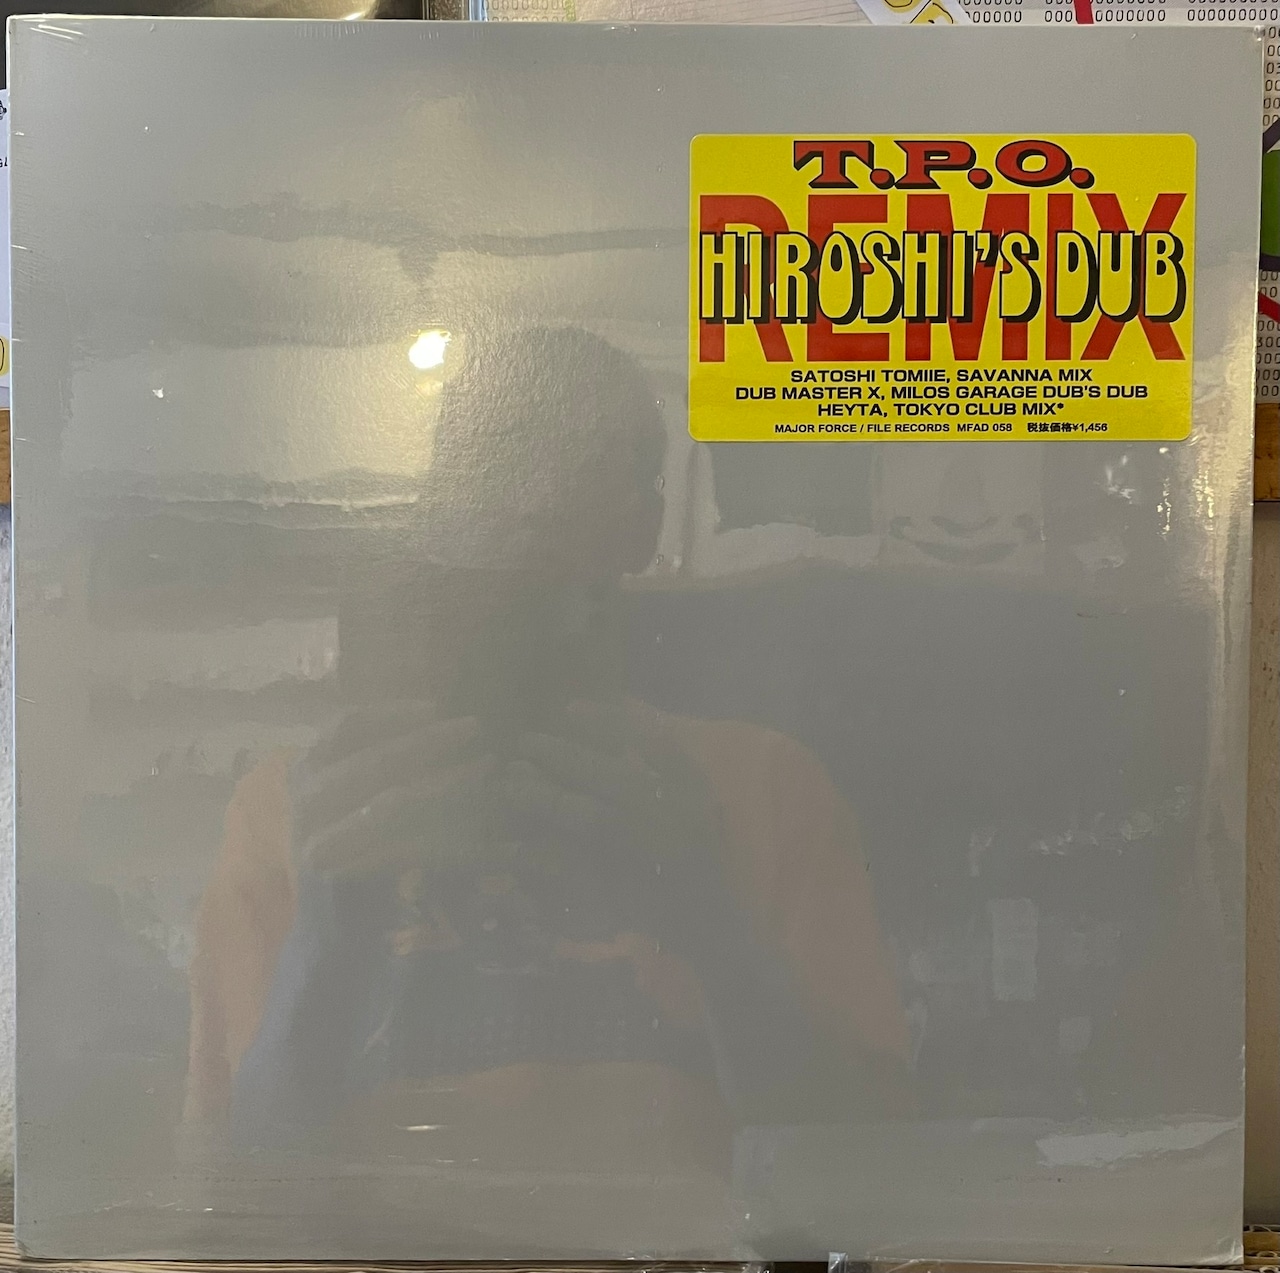 T.P.O.
REMIX
HIROSHI'S DUB
SATOSHI TOMIIE, SAVANNA MIX
DUB MASTER X, MILOS GARAGE DUB'S DUB
HEYTA, TOKYO CLUB MIX*
MAJOR FORCE / FILE RECORDS MFAD 058 税抜価格¥1,456